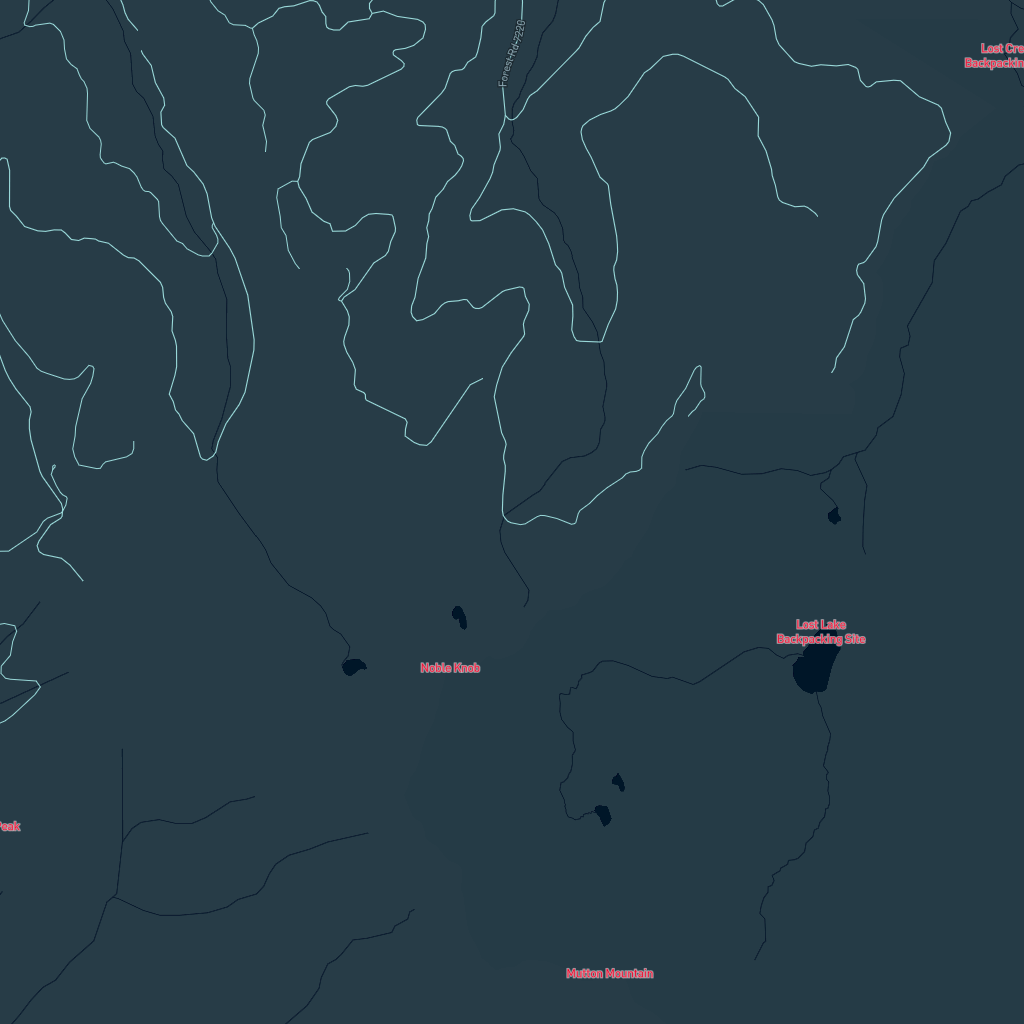 Forest Rd 7220
Lost Cre
Backpackin
Lost Lake
Backpacking Site
Noble Knob
Peak
Mutton Mountain